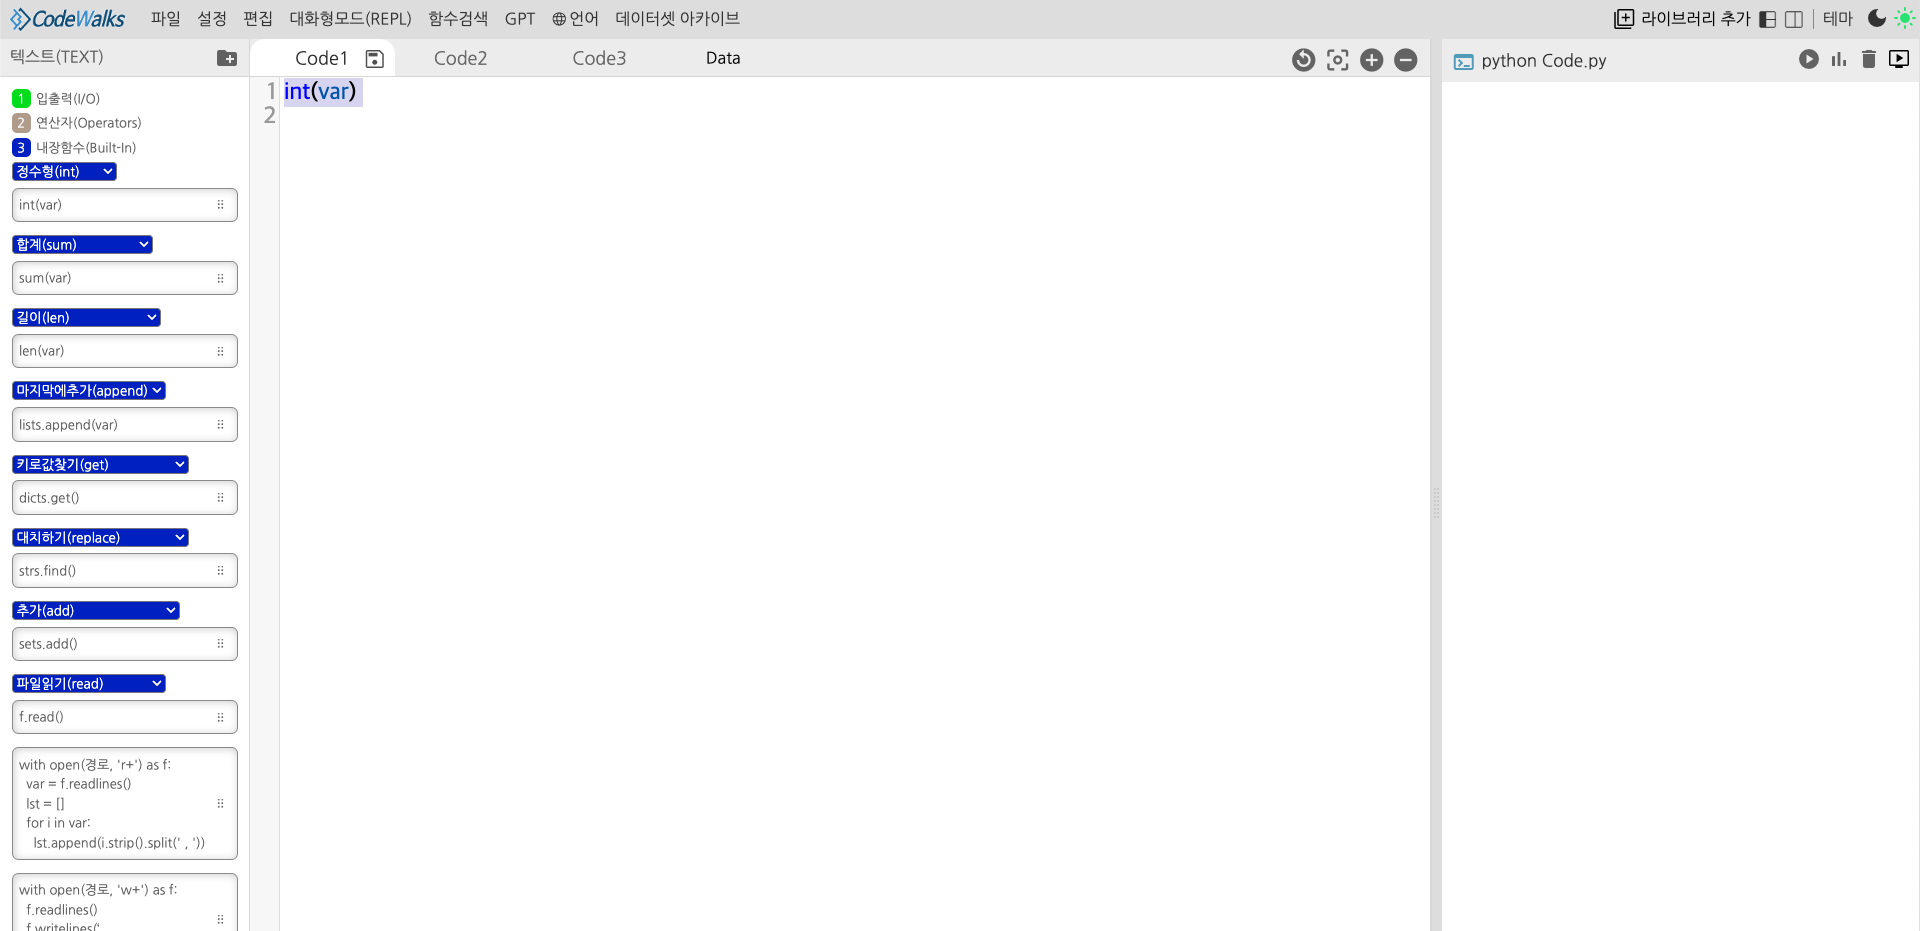 CodeWalks 파일 설정 편집 대화형모드(REPL) 함수검색 GPT 언어 데이터셋 아카이브 라이브러리 추가 테마
텍스트(TEXT)
1 입출력(I/O)
2 연산자(Operators)
3 내장함수(Built-In)
정수형(int)
int(var)
합계(sum)
sum(var)
길이(len)
len(var)
마지막에추가(append)
lists.append(var)
키로값찾기(get)
dicts.get()
대치하기(replace)
strs.find()
추가(add)
sets.add()
파일읽기(read)
f.read()
with open(경로, 'r+') as f:
var = f.readlines()
lst = []
for i in var:
lst.append(i.strip().split(' , '))
with open(경로, 'w+') as f:
f.readlines()
f.writelines('
Code1 Code2 Code3 Data
1 int(var)
2
python Code.py